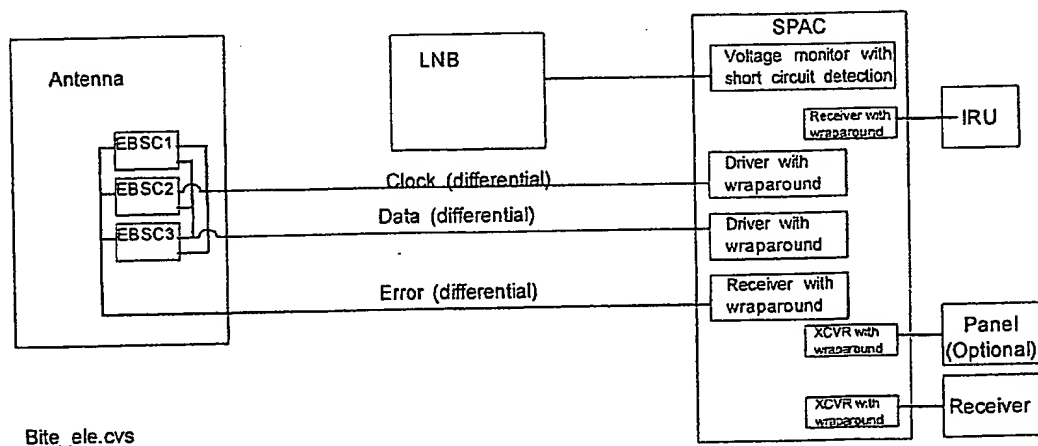 Antenna
EBSC1
EBSC2
EBSC3
LNB
Clock (differential)
Data (differential)
Error (differential)
SPAC
Voltage monitor with
short circuit detection
Receiver with
wraparound
IRU
Driver with
wraparound
Driver with
wraparound
Receiver with
wraparound
XCVR with
wraparound
Panel
(Optional)
XCVR with
wraparound
Receiver
Bite_ele.cvs